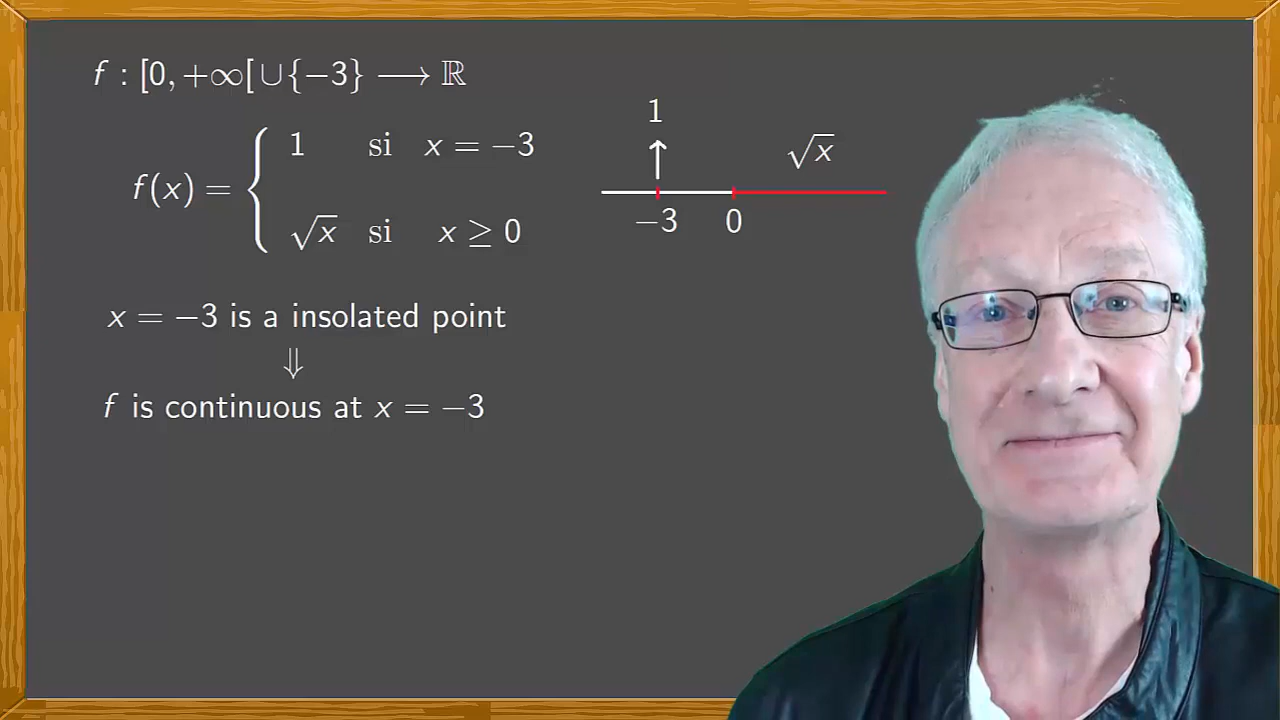 f : [0, +∞[ ∪ {−3} ⟶ ℝ
f(x) = { 1 si x = −3
√x si x ≥ 0
1
√x
−3 0
x = −3 is a insolated point
⇓
f is continuous at x = −3